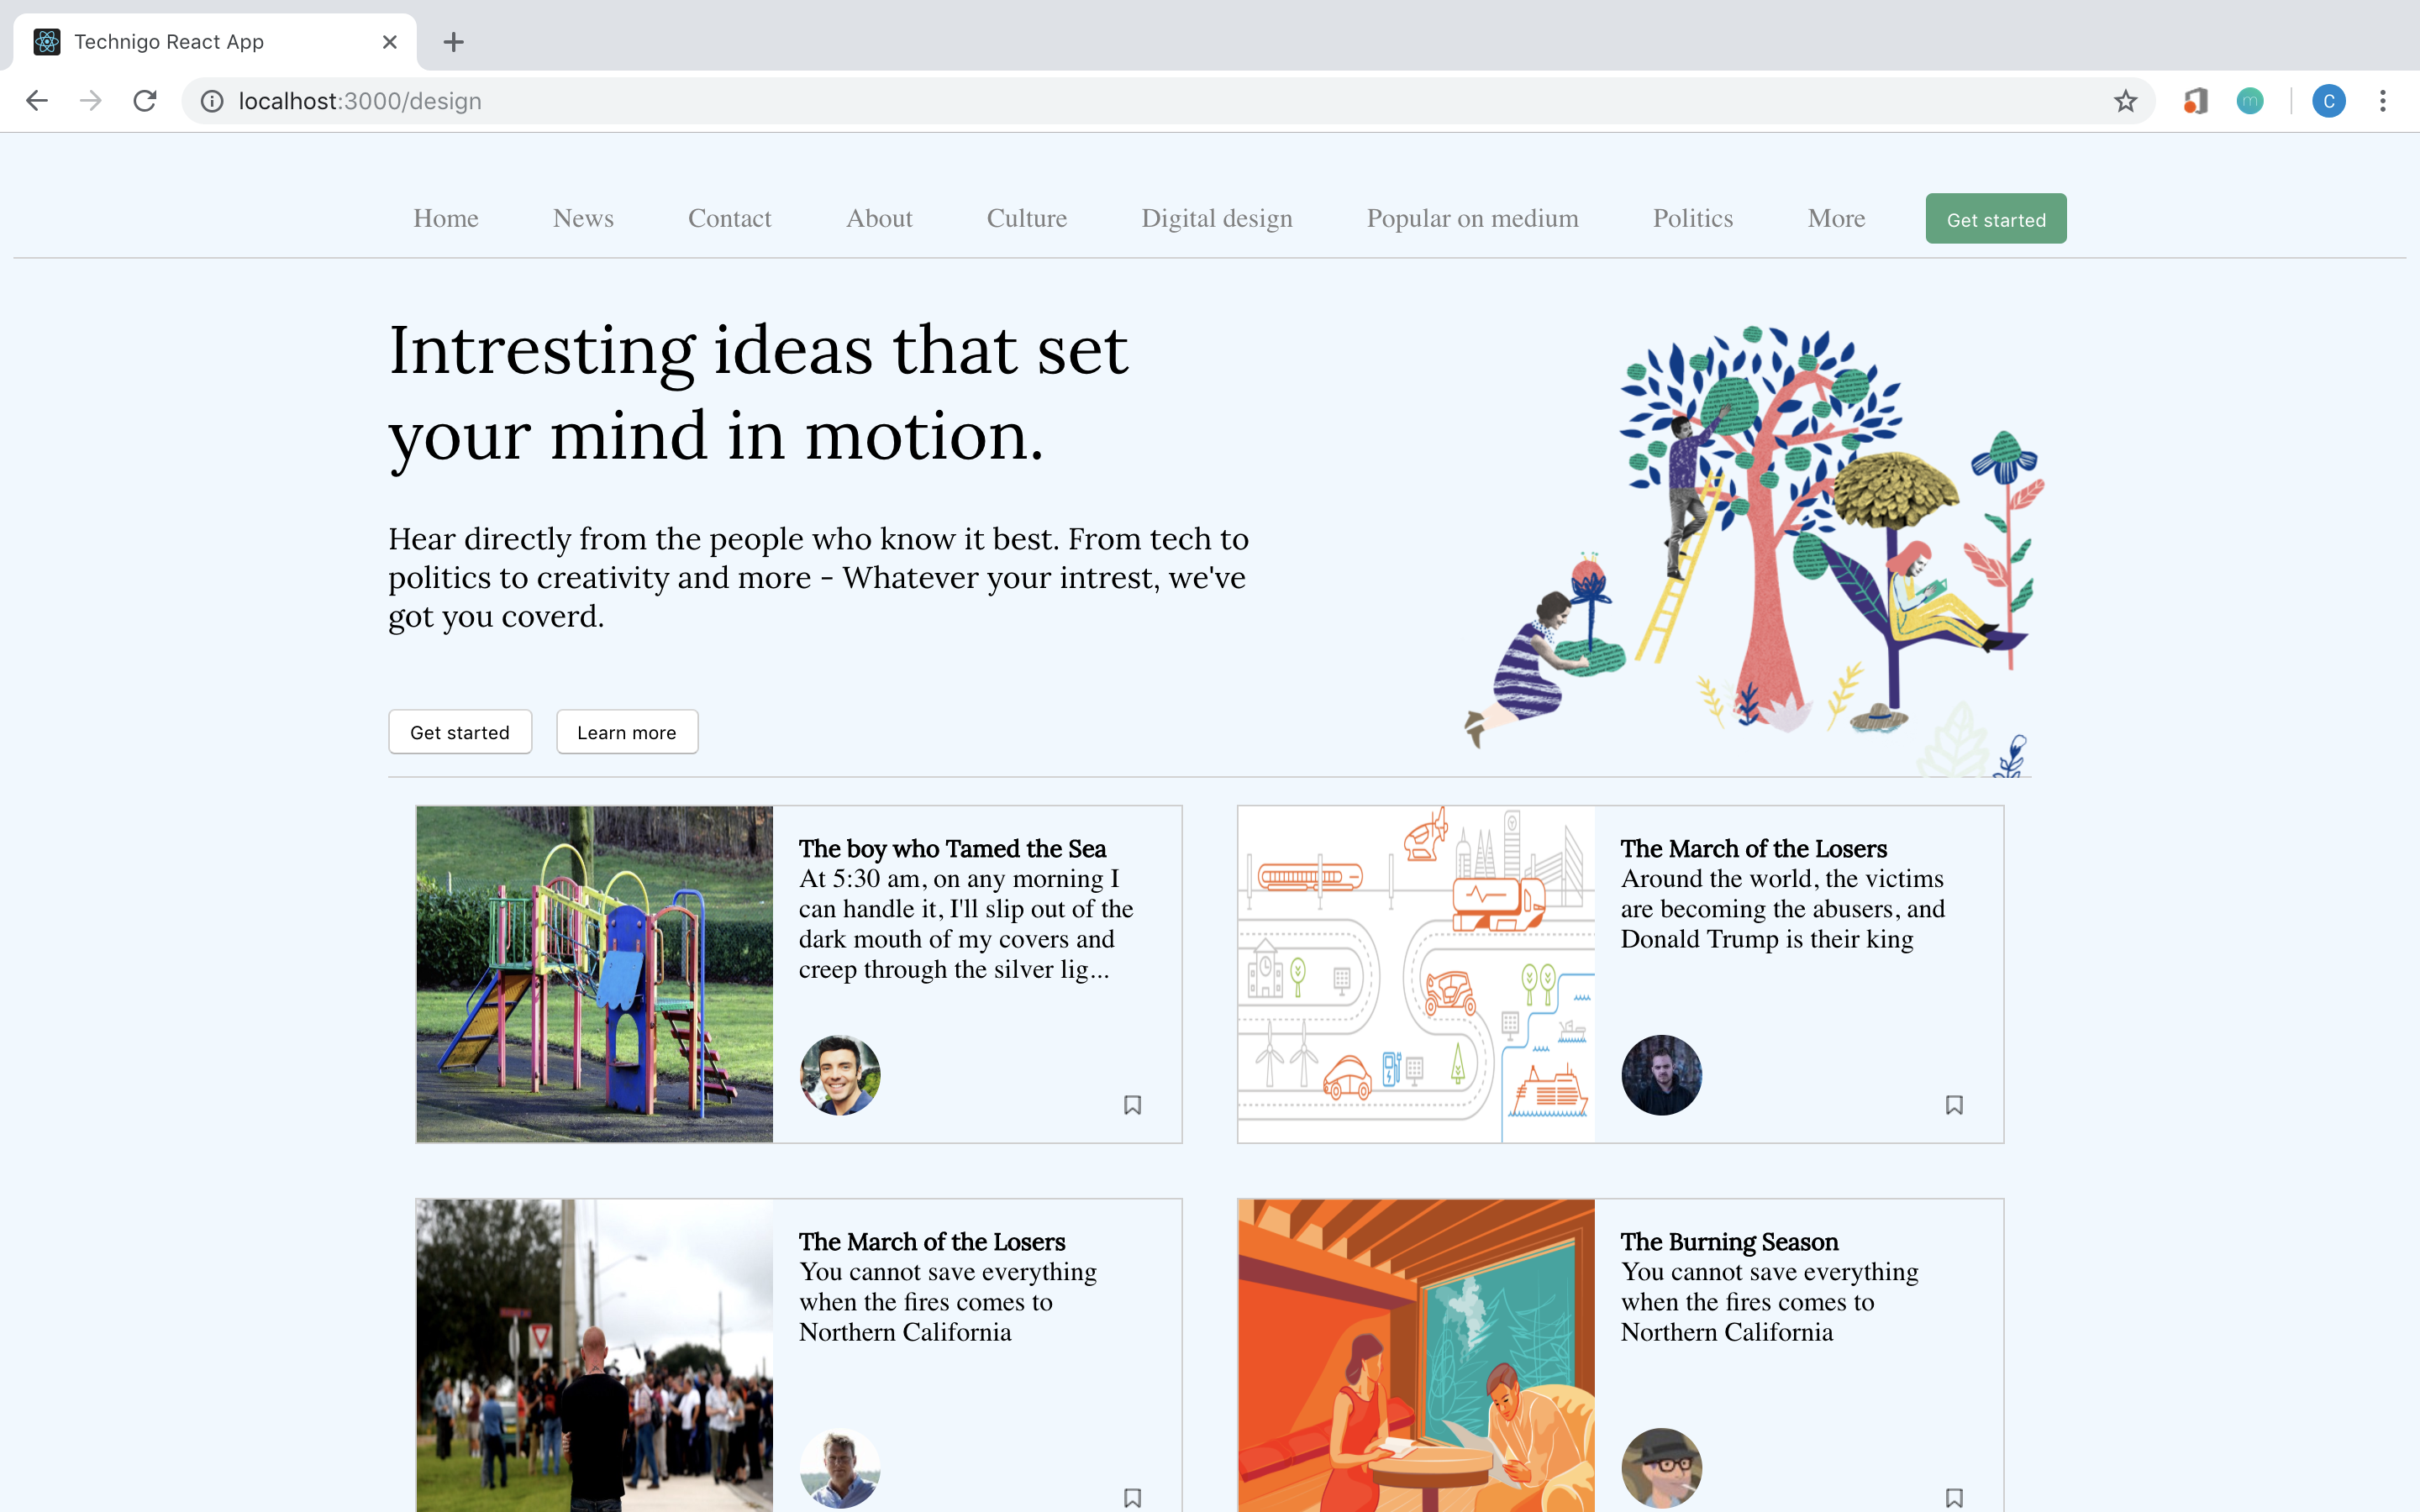 Technigo React App
localhost:3000/design
C
Home News Contact About Culture Digital design Popular on medium Politics More Get started
Intresting ideas that set
your mind in motion.
Hear directly from the people who know it best. From tech to
politics to creativity and more - Whatever your intrest, we've
got you coverd.
Get started Learn more
The boy who Tamed the Sea
At 5:30 am, on any morning I
can handle it, I'll slip out of the
dark mouth of my covers and
creep through the silver lig...
The March of the Losers
Around the world, the victims
are becoming the abusers, and
Donald Trump is their king
The March of the Losers
You cannot save everything
when the fires comes to
Northern California
The Burning Season
You cannot save everything
when the fires comes to
Northern California